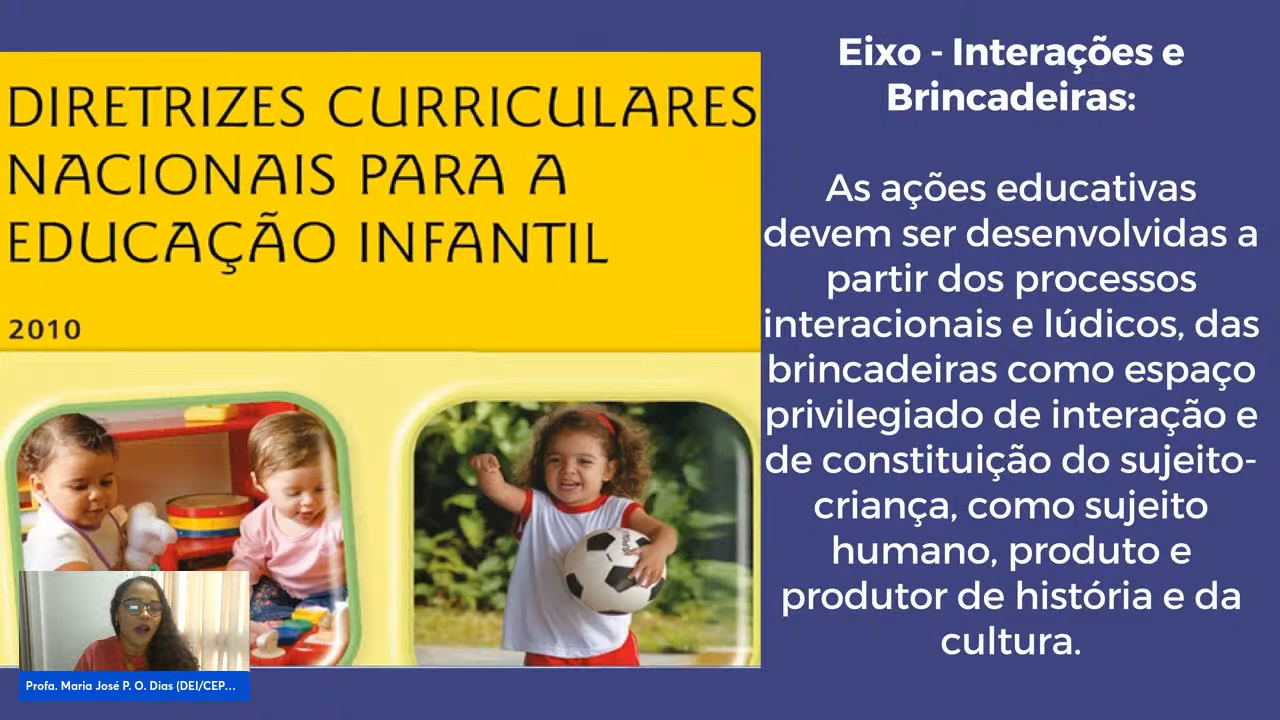 DIRETRIZES CURRICULARES
NACIONAIS PARA A
EDUCAÇÃO INFANTIL
2010
Eixo - Interações e
Brincadeiras:
As ações educativas
devem ser desenvolvidas a
partir dos processos
interacionais e lúdicos, das
brincadeiras como espaço
privilegiado de interação e
de constituição do sujeito-
criança, como sujeito
humano, produto e
produtor de história e da
cultura.
Profa. Maria José P. O. Dias (DEI/CEP...